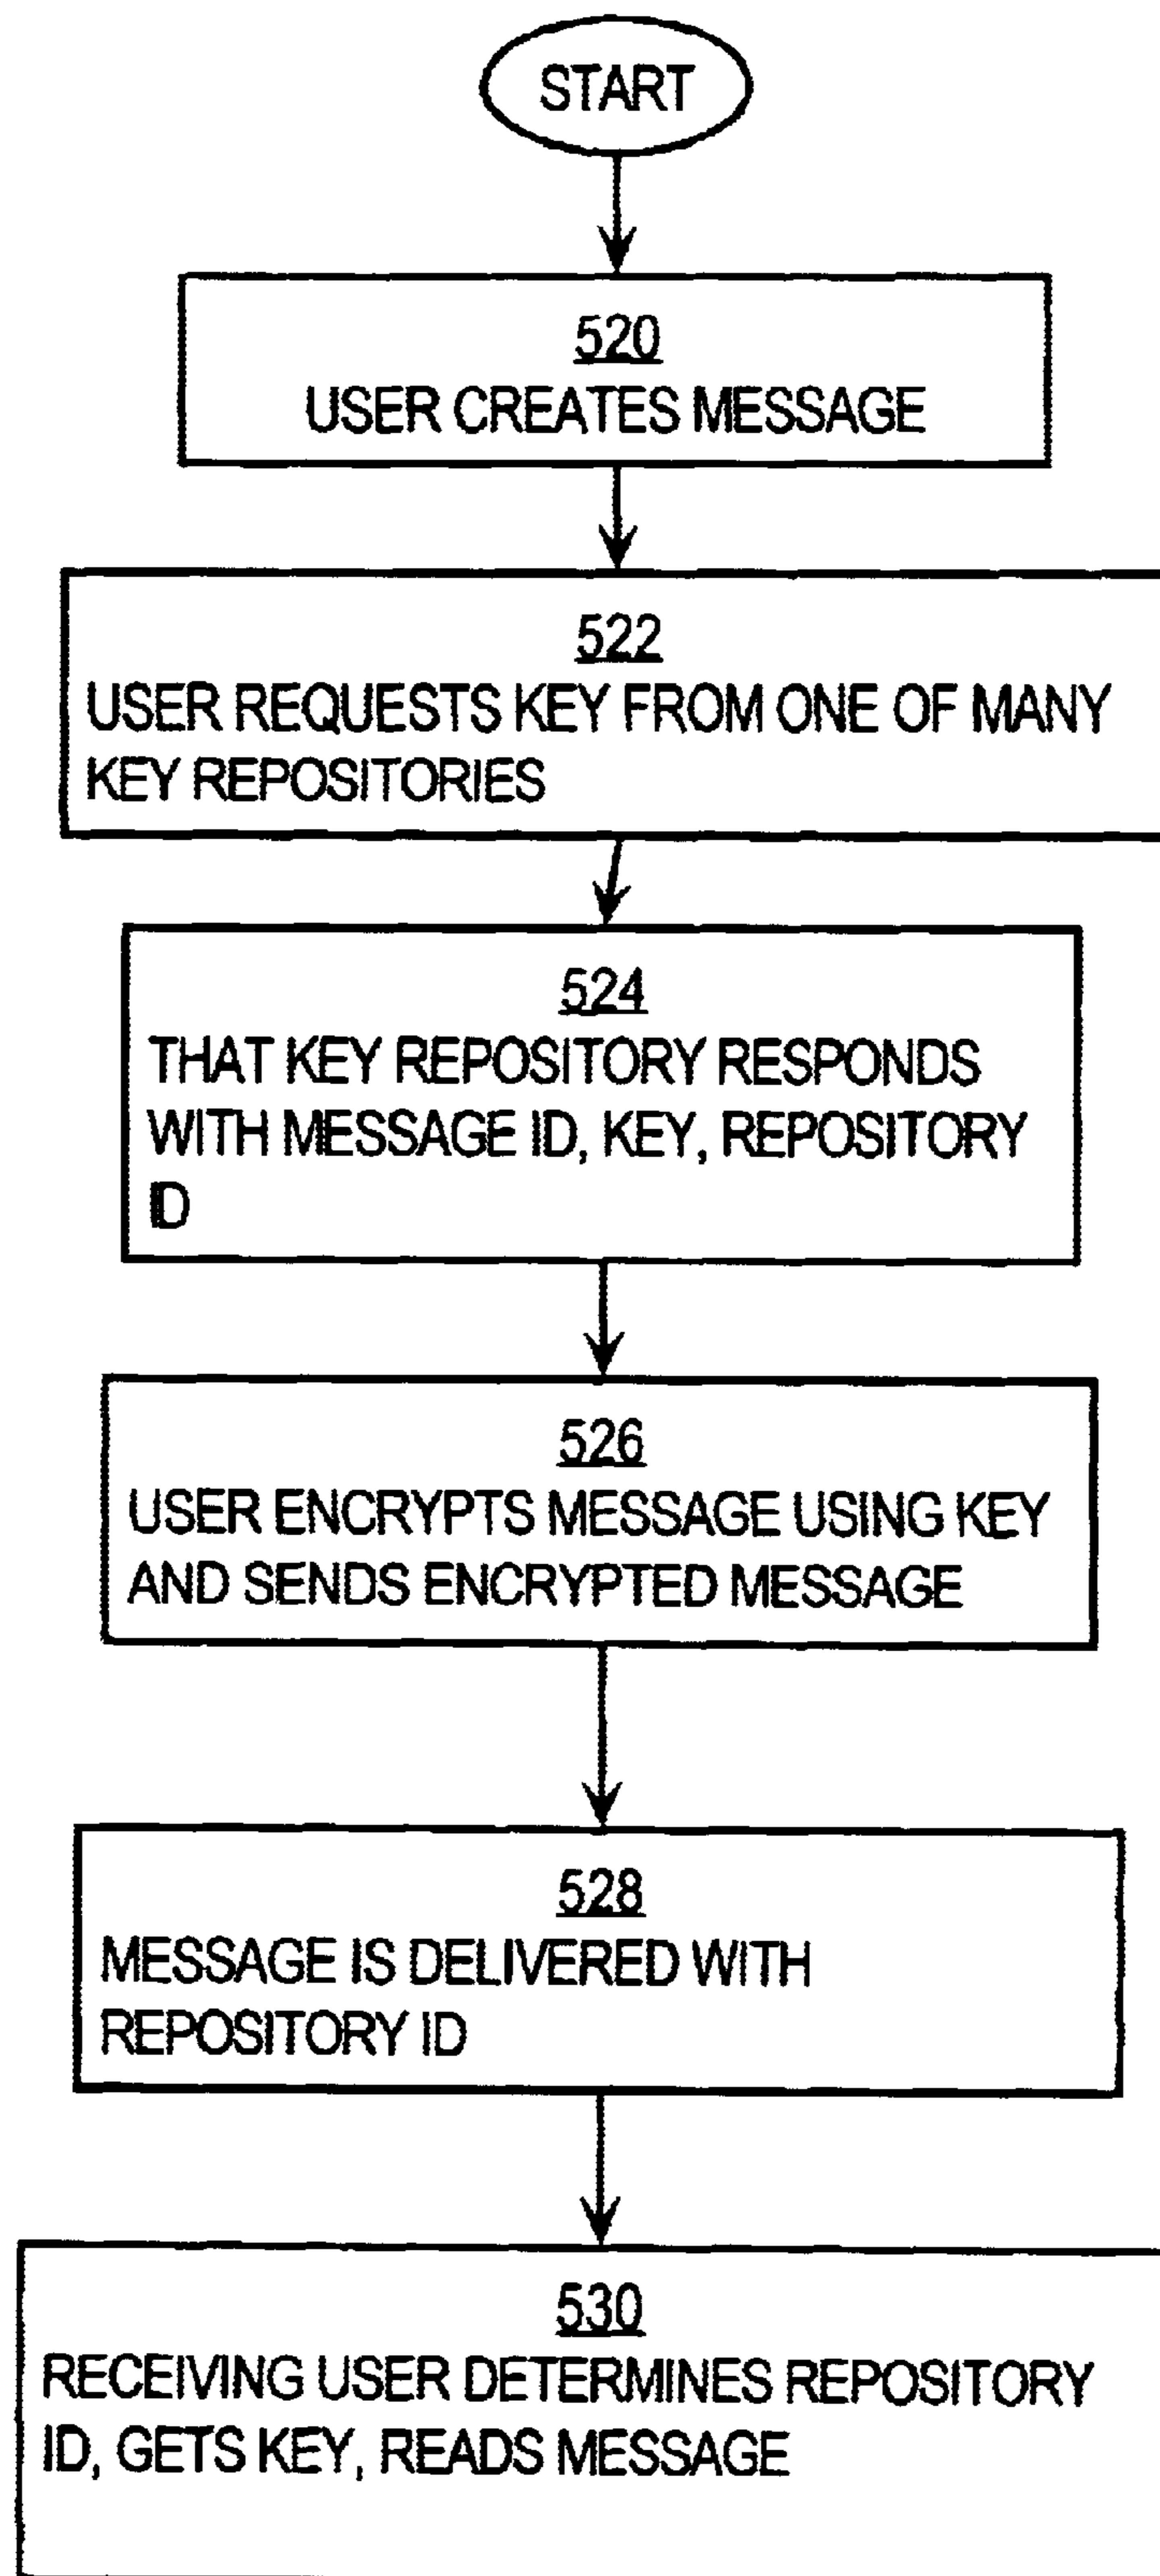 START
520
USER CREATES MESSAGE
522
USER REQUESTS KEY FROM ONE OF MANY
KEY REPOSITORIES
524
THAT KEY REPOSITORY RESPONDS
WITH MESSAGE ID, KEY, REPOSITORY
ID
526
USER ENCRYPTS MESSAGE USING KEY
AND SENDS ENCRYPTED MESSAGE
528
MESSAGE IS DELIVERED WITH
REPOSITORY ID
530
RECEIVING USER DETERMINES REPOSITORY
ID, GETS KEY, READS MESSAGE